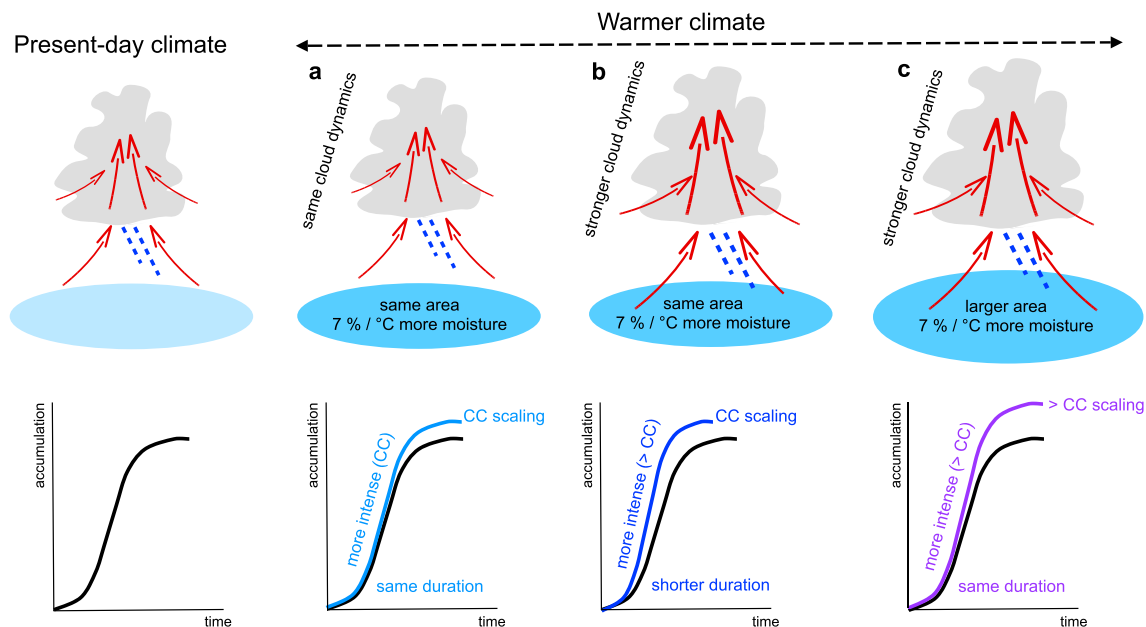 Warmer climate
Present-day climate
a
same cloud dynamics
b
stronger cloud dynamics
c
stronger cloud dynamics
same area
7 % / °C more moisture
same area
7 % / °C more moisture
larger area
7 % / °C more moisture
accumulation
time
accumulation
more intense (CC)
CC scaling
same duration
time
accumulation
more intense (> CC)
CC scaling
shorter duration
time
accumulation
more intense (> CC)
> CC scaling
same duration
time